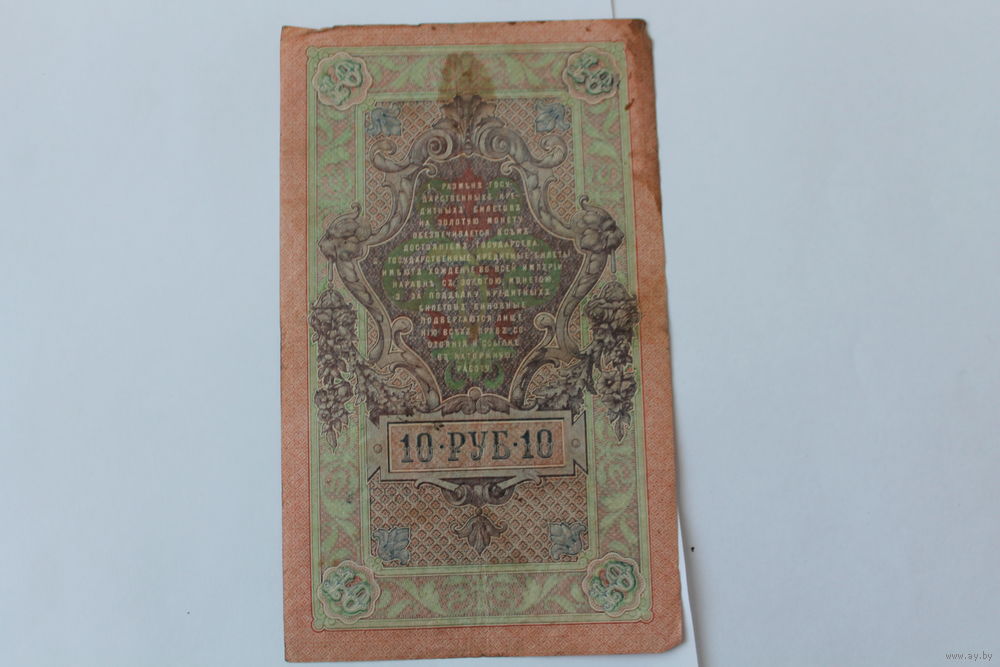 1. РАЗМѢНЪ ГОСУ-
ДАРСТВЕННЫХЪ КРЕ-
ДИТНЫХЪ БИЛЕТОВЪ
НА ЗОЛОТУЮ МОНЕТУ
ОБЕЗПЕЧИВАЕТСЯ ВСѢМЪ
ДОСТОЯНІЕМЪ ГОСУДАРСТВА.
2. ГОСУДАРСТВЕННЫЕ КРЕДИТНЫЕ БИЛЕТЫ
ИМѢЮТЪ ХОЖДЕНІЕ ВО ВСЕЙ ИМПЕРІИ
НАРАВНѢ СЪ ЗОЛОТОЮ МОНЕТОЮ.
3. ЗА ПОДДѢЛКУ КРЕДИТНЫХЪ
БИЛЕТОВЪ ВИНОВНЫЕ
ПОДВЕРГАЮТСЯ ЛИШЕ-
НІЮ ВСѢХЪ ПРАВЪ СО-
СТОЯНІЯ И ССЫЛКѢ
ВЪ КАТОРЖНУЮ
РАБОТУ.
10·РУБ·10
www.ay.by